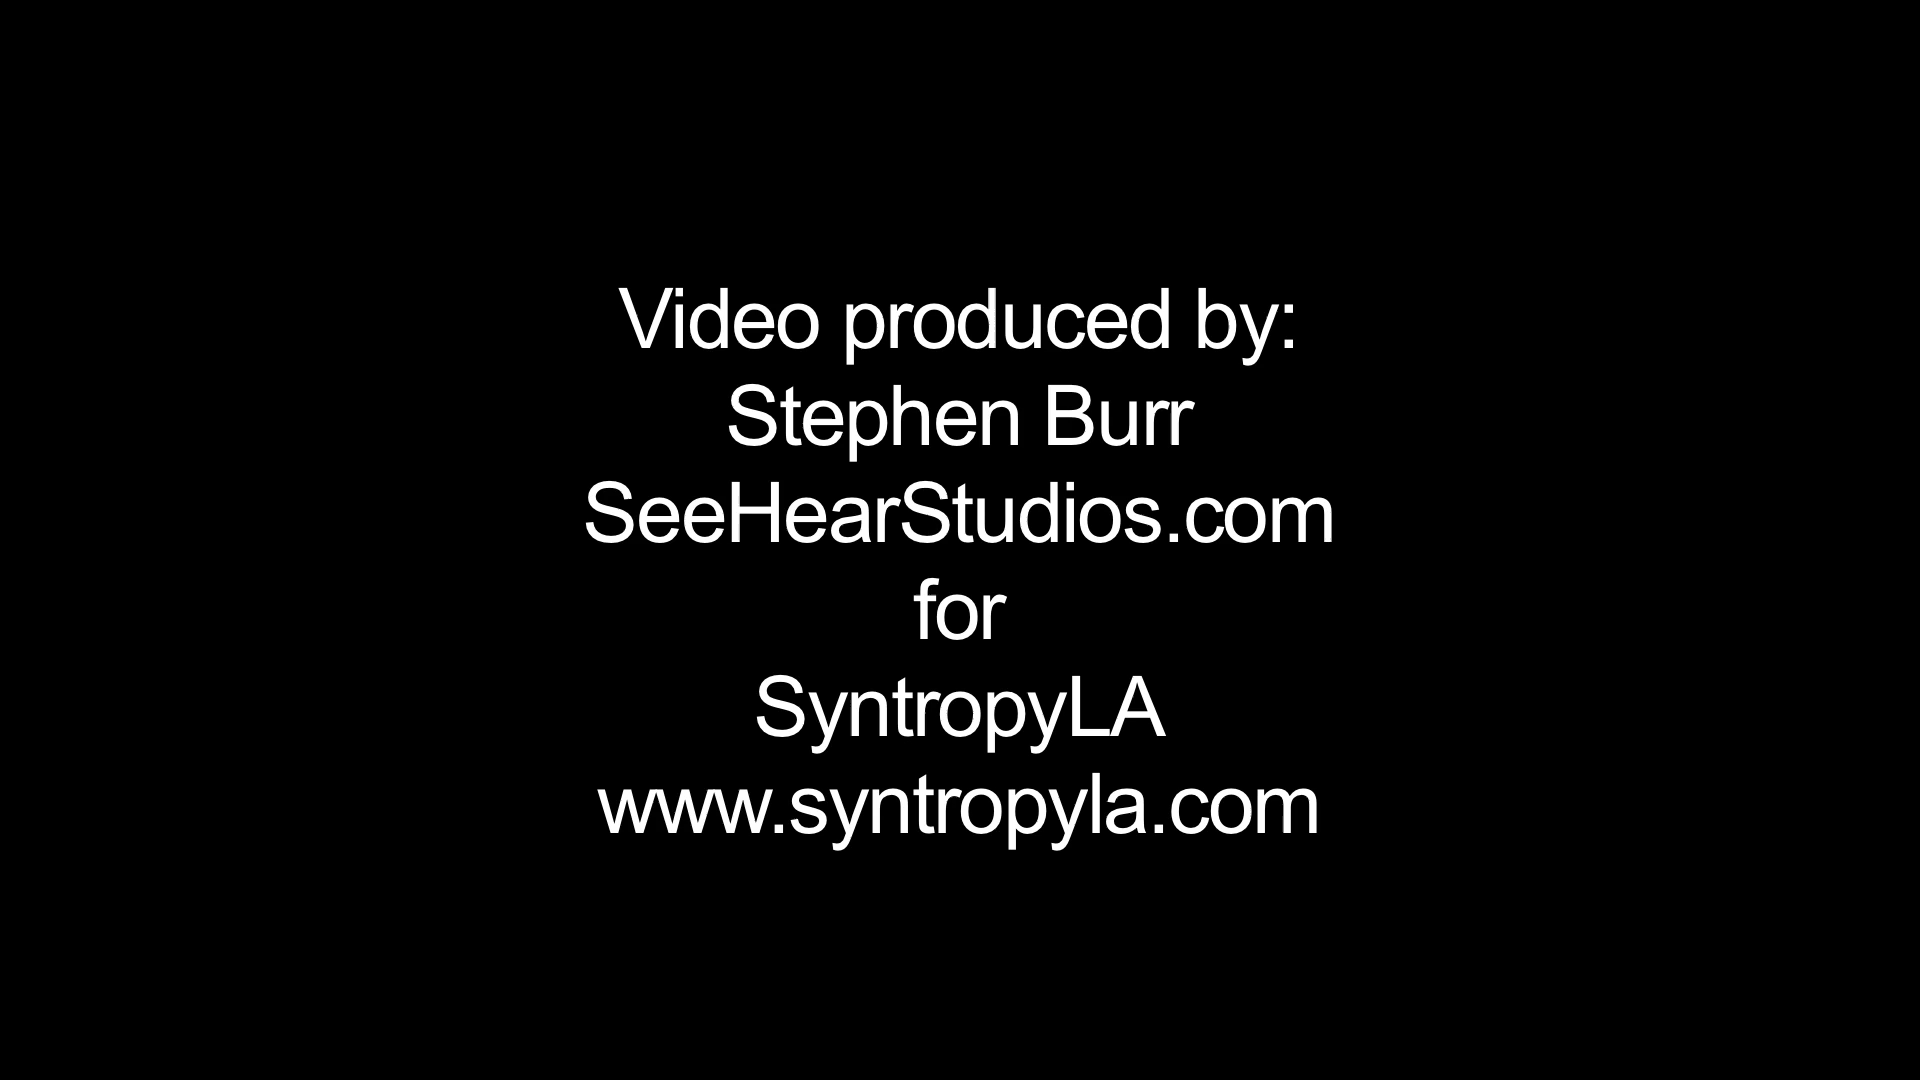 Video produced by:
Stephen Burr
SeeHearStudios.com
for
SyntropyLA
www.syntropyla.com